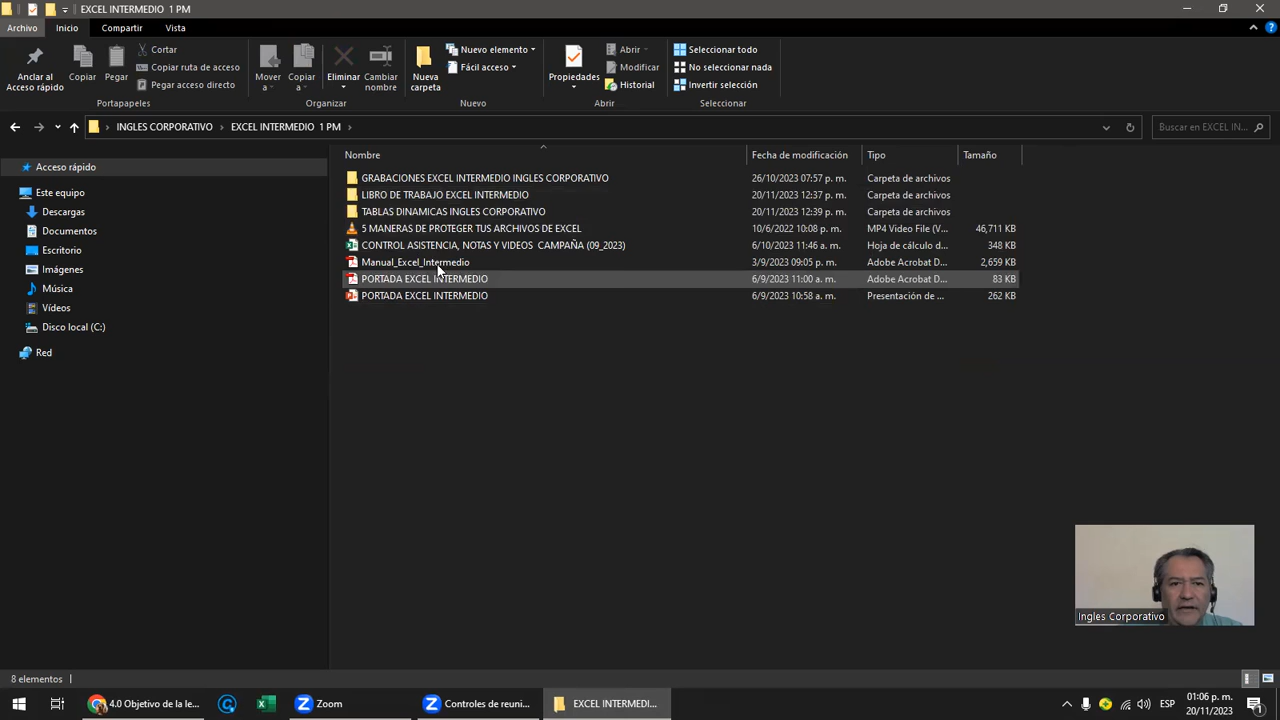 EXCEL INTERMEDIO 1 PM
Archivo Inicio Compartir Vista
Anclar al Acceso rápido
Copiar
Pegar
Cortar
Copiar ruta de acceso
Pegar acceso directo
Portapapeles
Mover a
Copiar a
Eliminar
Cambiar nombre
Organizar
Nueva carpeta
Nuevo elemento
Fácil acceso
Nuevo
Propiedades
Abrir
Modificar
Historial
Abrir
Seleccionar todo
No seleccionar nada
Invertir selección
Seleccionar
INGLES CORPORATIVO › EXCEL INTERMEDIO 1 PM ›
Buscar en EXCEL IN...
Nombre Fecha de modificación Tipo Tamaño
GRABACIONES EXCEL INTERMEDIO INGLES CORPORATIVO 26/10/2023 07:57 p. m. Carpeta de archivos
LIBRO DE TRABAJO EXCEL INTERMEDIO 20/11/2023 12:37 p. m. Carpeta de archivos
TABLAS DINAMICAS INGLES CORPORATIVO 20/11/2023 12:39 p. m. Carpeta de archivos
5 MANERAS DE PROTEGER TUS ARCHIVOS DE EXCEL 10/6/2022 10:08 p. m. MP4 Video File (V... 46,711 KB
CONTROL ASISTENCIA, NOTAS Y VIDEOS CAMPAÑA (09_2023) 6/10/2023 11:46 a. m. Hoja de cálculo d... 348 KB
Manual_Excel_Intermedio 3/9/2023 09:05 p. m. Adobe Acrobat D... 2,659 KB
PORTADA EXCEL INTERMEDIO 6/9/2023 11:00 a. m. Adobe Acrobat D... 83 KB
PORTADA EXCEL INTERMEDIO 6/9/2023 10:58 a. m. Presentación de ... 262 KB
Acceso rápido
Este equipo
Descargas
Documentos
Escritorio
Imágenes
Música
Vídeos
Disco local (C:)
Red
Ingles Corporativo
8 elementos
4.0 Objetivo de la le...
Zoom
Controles de reuni...
EXCEL INTERMEDI...
ESP
01:06 p. m.
20/11/2023
1